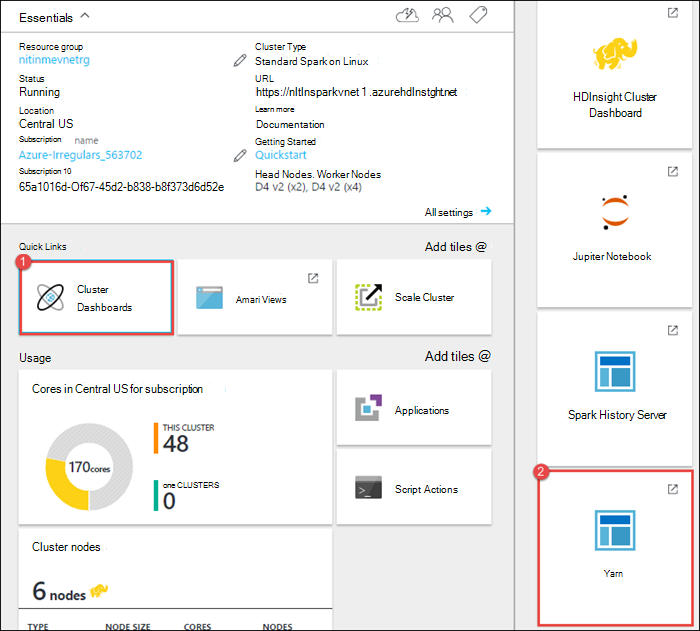 Essentials
Resource group
nitinmevnetrg
Status
Running
Location
Central US
Subscription name
Azure-Irregulars_563702
Subscription 10
65a1016d-Of67-45d2-b838-b8f373d6d52e
Cluster Type
Standard Spark on Linux
URL
https://nltlnsparkvnet 1 .azurehdlnstght.net
Learn more
Documentation
Getting Started
Quickstart
Head Nodes. Worker Nodes
D4 v2 (x2), D4 v2 (x4)
All settings
Quick Links
Add tiles @
1
Cluster
Dashboards
Amari Views
Scale Cluster
Usage
Add tiles @
Cores in Central US for subscription
170cores
THIS CLUSTER
48
one CLUSTERS
0
Applications
Script Actions
Cluster nodes
6 nodes
TYPE NODE SIZE CORES NODES
HDInsight Cluster
Dashboard
Jupiter Notebook
Spark History Server
2
Yarn